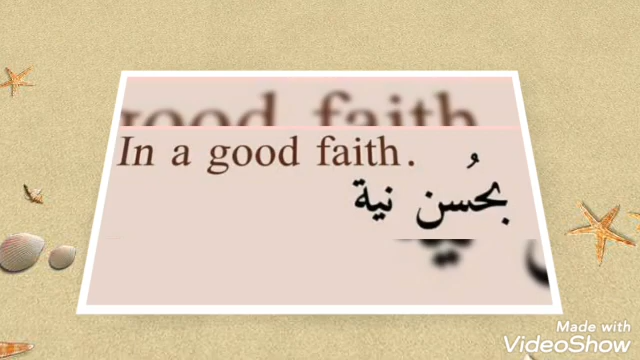 good faith
In a good faith.
بحُسن نية
Made with
VideoShow